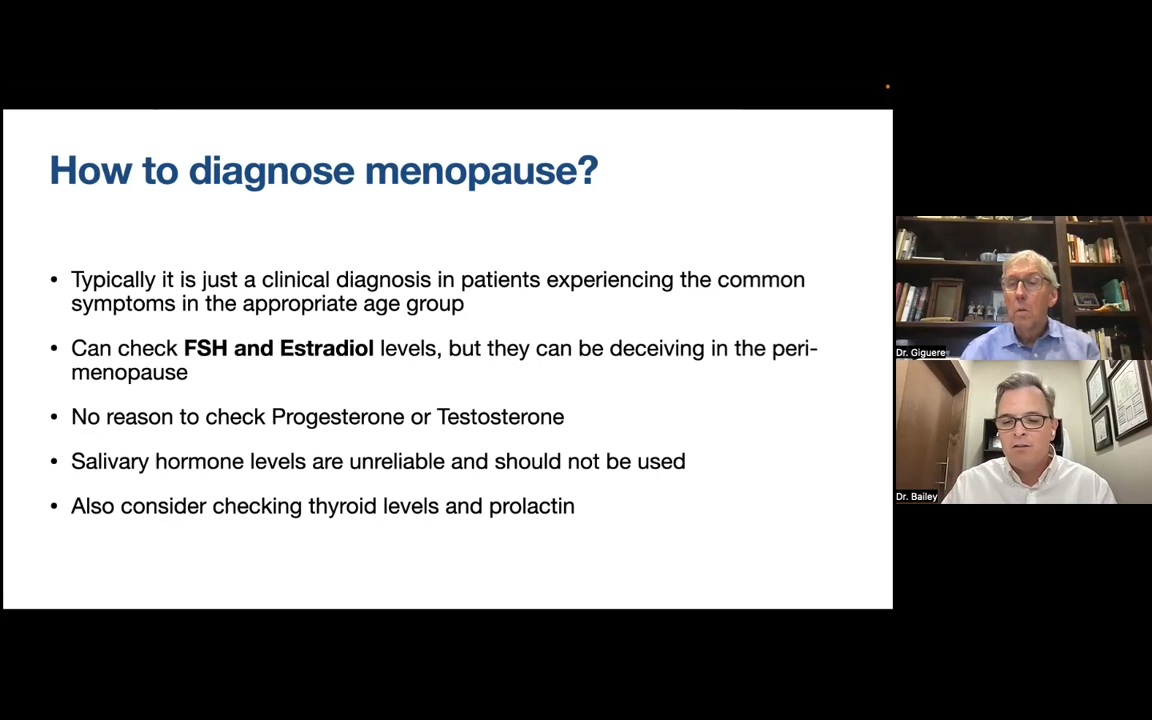 How to diagnose menopause?
• Typically it is just a clinical diagnosis in patients experiencing the common
symptoms in the appropriate age group
• Can check FSH and Estradiol levels, but they can be deceiving in the peri-
menopause
• No reason to check Progesterone or Testosterone
• Salivary hormone levels are unreliable and should not be used
• Also consider checking thyroid levels and prolactin
Dr. Giguere
Dr. Bailey